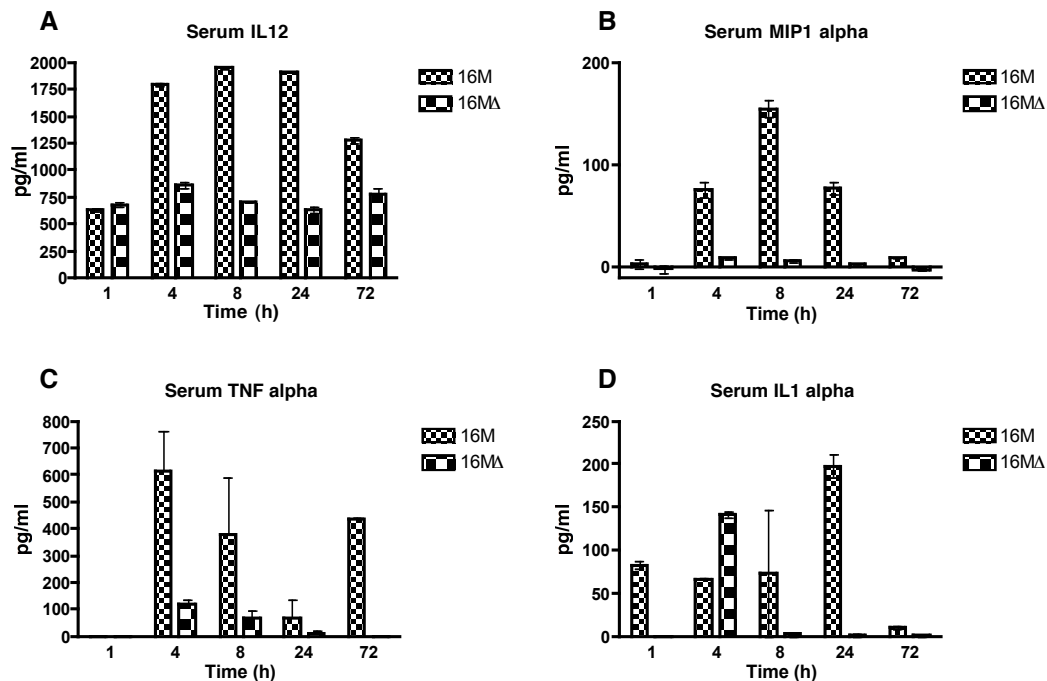 A
Serum IL12
2000
1750
1500
1250
1000
750
500
250
0
pg/ml
1 4 8 24 72
Time (h)
16M
16MΔ
B
Serum MIP1 alpha
200
100
0
pg/ml
1 4 8 24 72
Time (h)
16M
16MΔ
C
Serum TNF alpha
800
700
600
500
400
300
200
100
0
pg/ml
1 4 8 24 72
Time (h)
16M
16MΔ
D
Serum IL1 alpha
250
200
150
100
50
0
pg/ml
1 4 8 24 72
Time (h)
16M
16MΔ